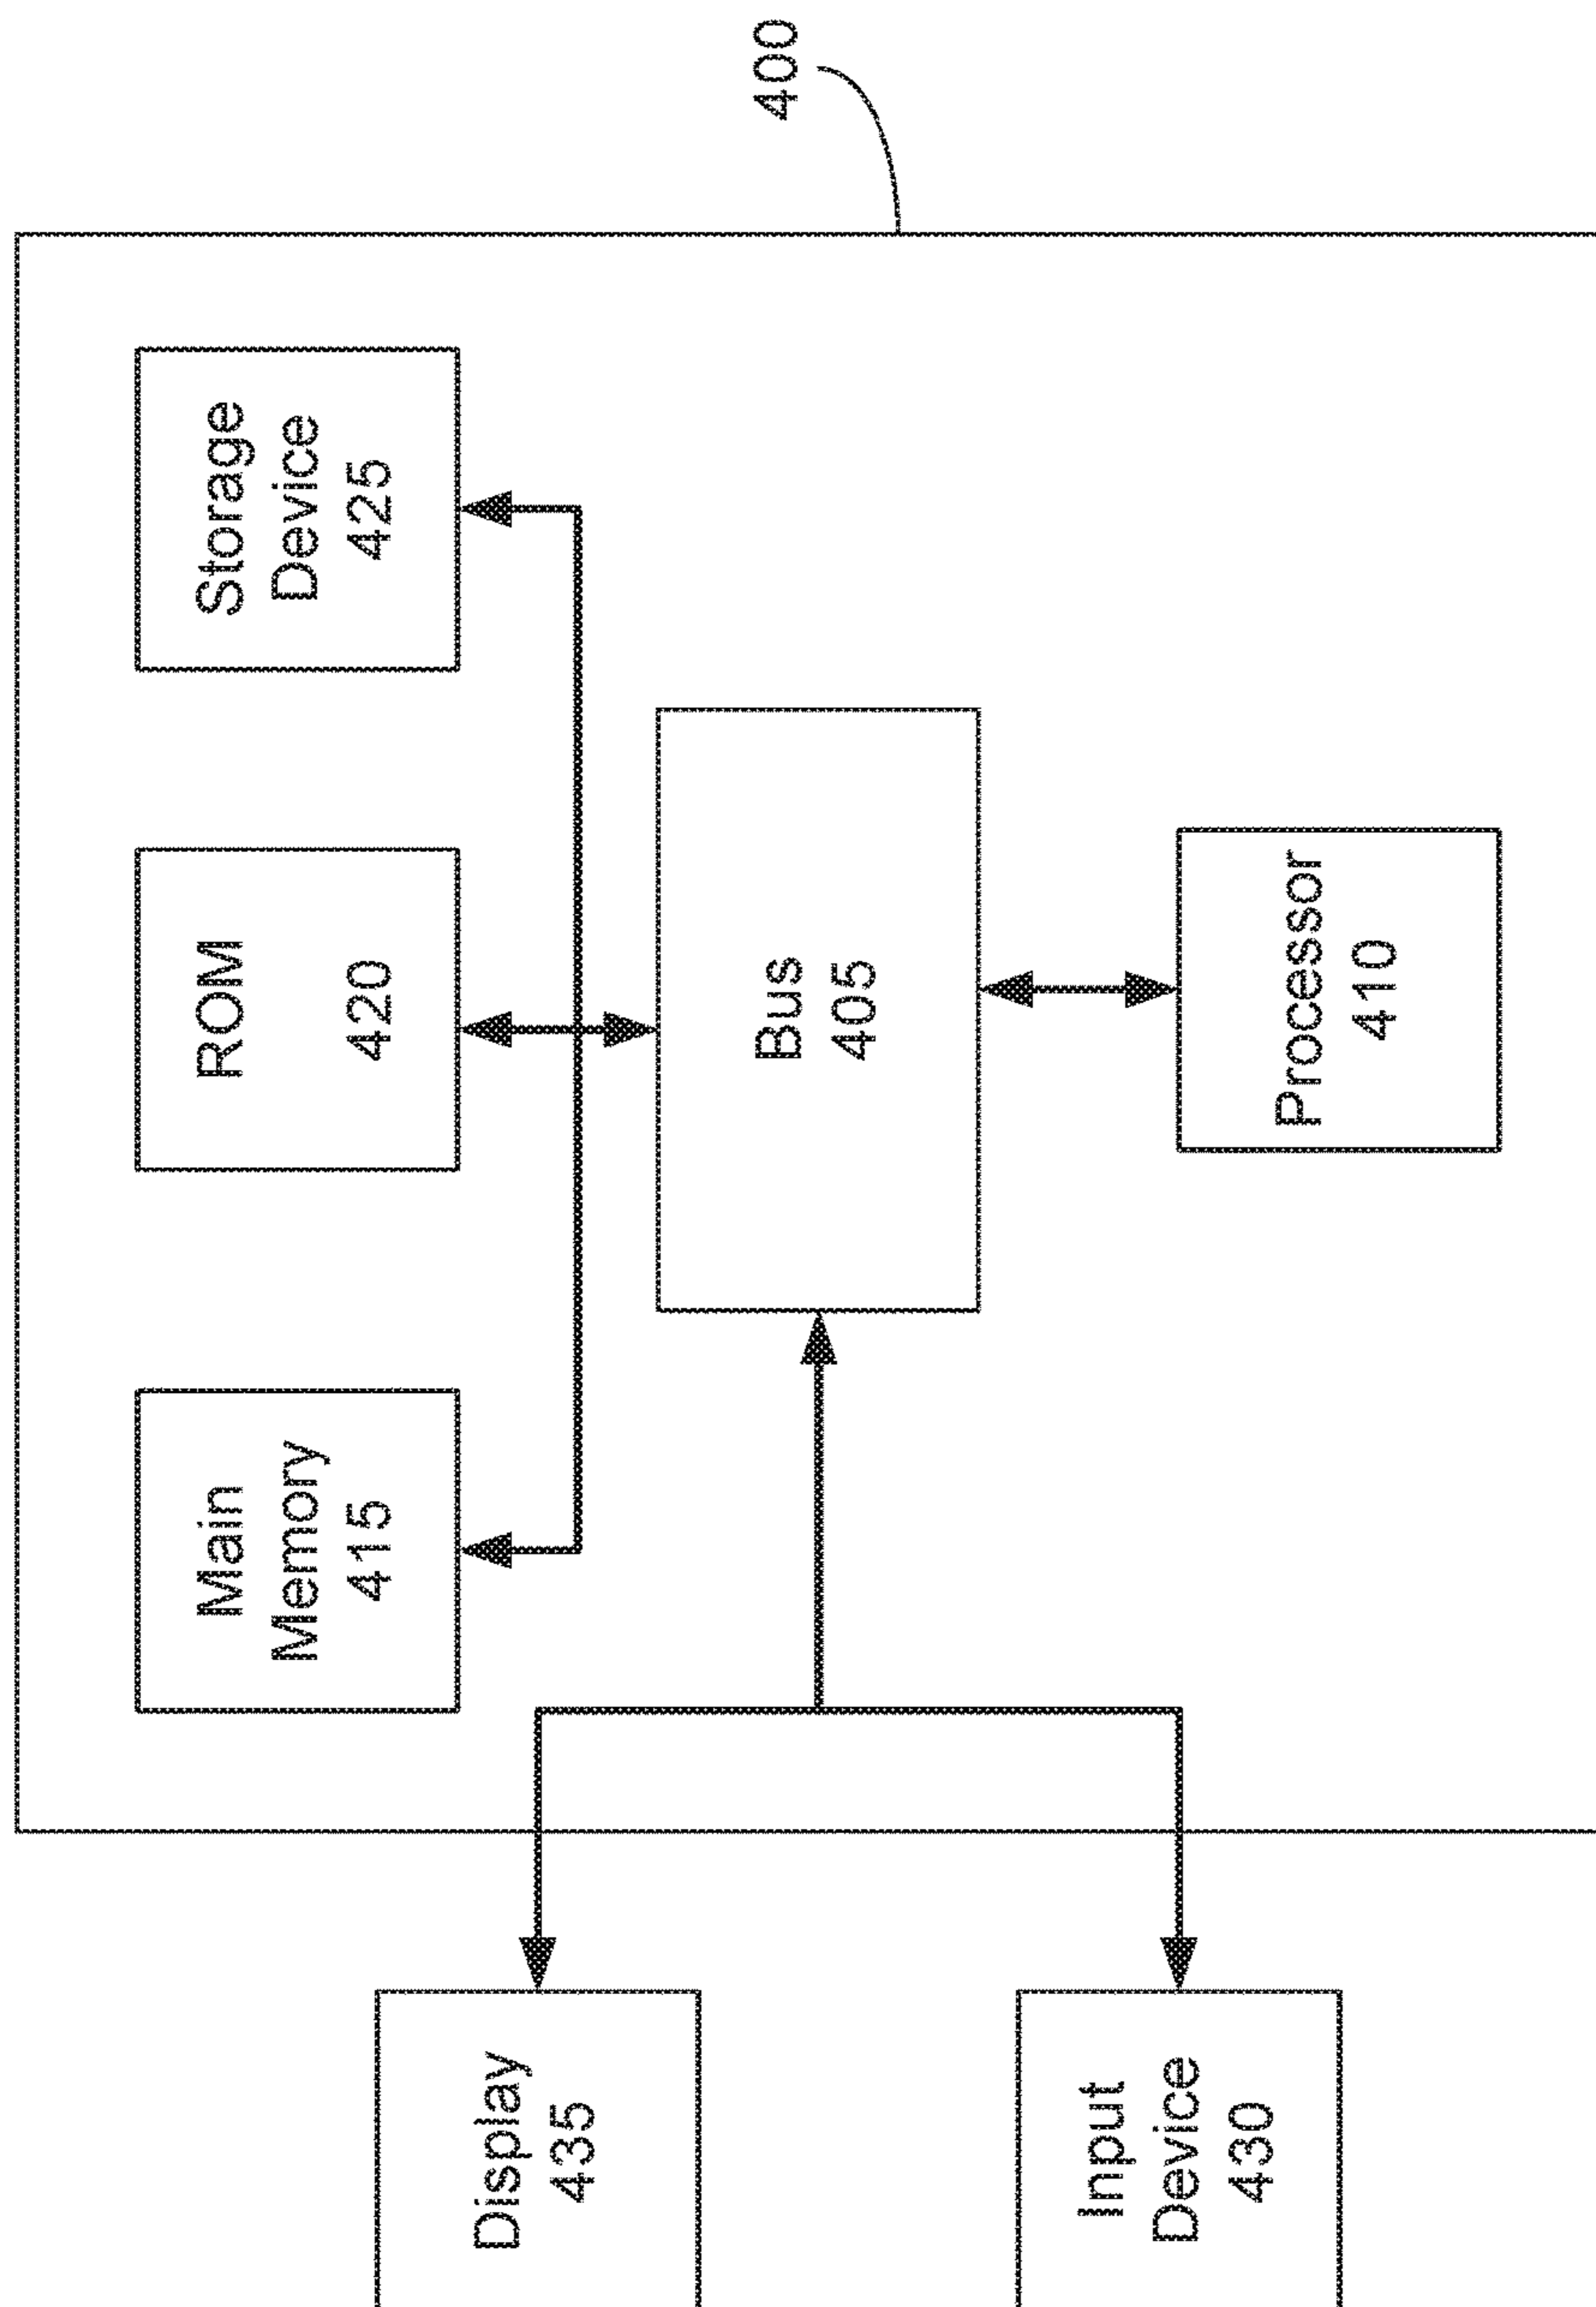 400
Main
Memory
415
ROM
420
Storage
Device
425
Display
435
Bus
405
Input
Device
430
Processor
410